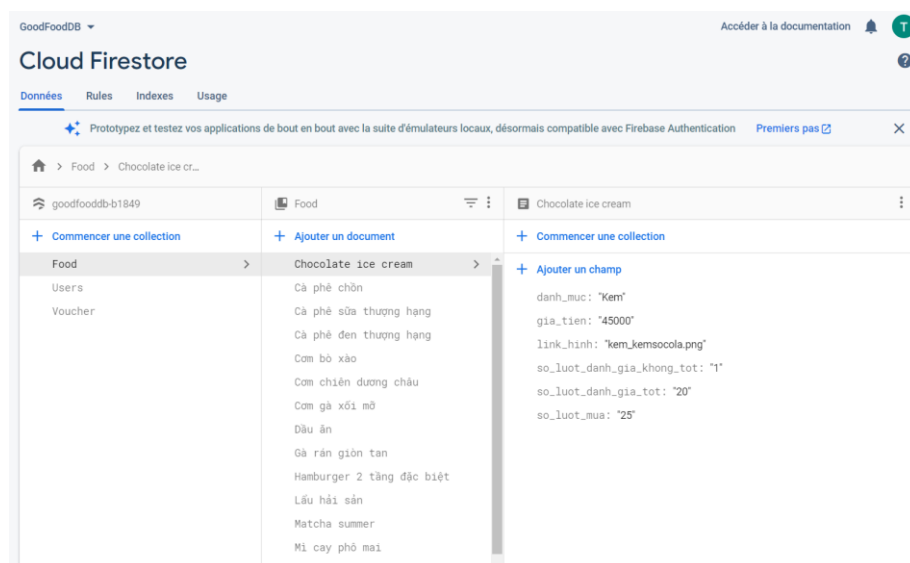 GoodFoodDB
Accéder à la documentation
T
Cloud Firestore
?
Données Rules Indexes Usage
Prototypez et testez vos applications de bout en bout avec la suite d'émulateurs locaux, désormais compatible avec Firebase Authentication Premiers pas
Food > Chocolate ice cr...
goodfooddb-b1849
Commencer une collection
Food
Users
Voucher
Food
Ajouter un document
Chocolate ice cream
Cà phê chồn
Cà phê sữa thượng hạng
Cà phê đen thượng hạng
Cơm bò xào
Cơm chiên dương châu
Cơm gà xối mỡ
Dầu ăn
Gà rán giòn tan
Hamburger 2 tầng đặc biệt
Lẩu hải sản
Matcha summer
Mì cay phô mai
Chocolate ice cream
Commencer une collection
Ajouter un champ
danh_muc: "Kem"
gia_tien: "45000"
link_hinh: "kem_kemsocola.png"
so_luot_danh_gia_khong_tot: "1"
so_luot_danh_gia_tot: "20"
so_luot_mua: "25"